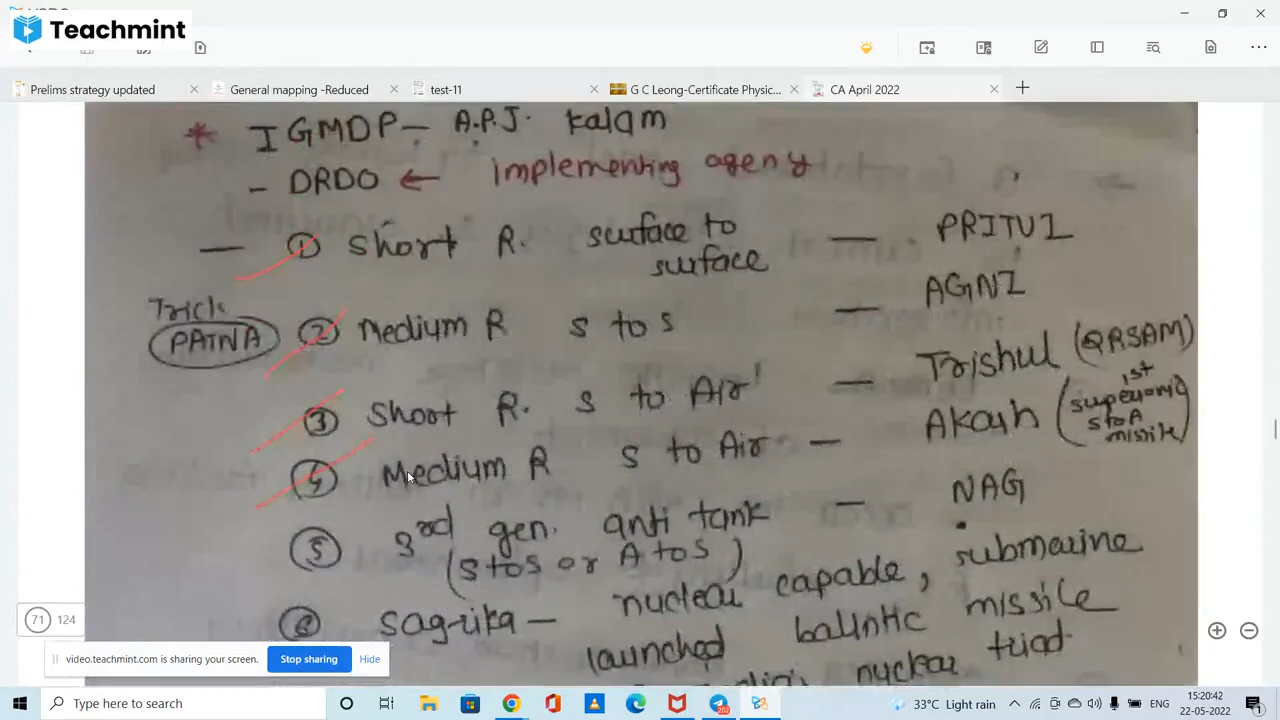 Teachmint
Prelims strategy updated
General mapping -Reduced
test-11
G C Leong-Certificate Physic...
CA April 2022
* IGMDP - A.P.J. Kalam
- DRDO ← implementing ageny
— ① Short R. surface to surface — PRITVI
Trick PATNA
② Medium R s to s — AGNI
③ Short R. s to Air — Trishul (QRSAM)
④ Medium R s to Air — Akash (1st supersonic s to A missile)
⑤ 3rd gen. anti tank — NAG
(s to s or A to s)
⑥ Sagrika — nuclear capable, submarine
launched balistic missile
nuclear triad
71 124
video.teachmint.com is sharing your screen.
Stop sharing
Hide
Type here to search
202
33°C Light rain
ENG
15:20:42
22-05-2022
1